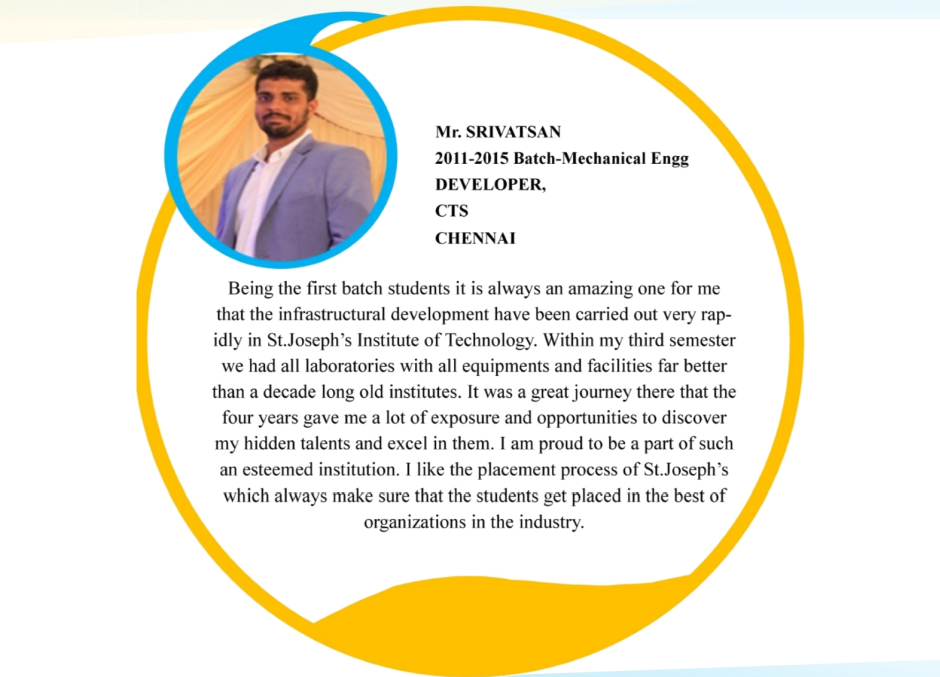 Mr. SRIVATSAN
2011-2015 Batch-Mechanical Engg
DEVELOPER,
CTS
CHENNAI
Being the first batch students it is always an amazing one for me
that the infrastructural development have been carried out very rap-
idly in St.Joseph’s Institute of Technology. Within my third semester
we had all laboratories with all equipments and facilities far better
than a decade long old institutes. It was a great journey there that the
four years gave me a lot of exposure and opportunities to discover
my hidden talents and excel in them. I am proud to be a part of such
an esteemed institution. I like the placement process of St.Joseph’s
which always make sure that the students get placed in the best of
organizations in the industry.